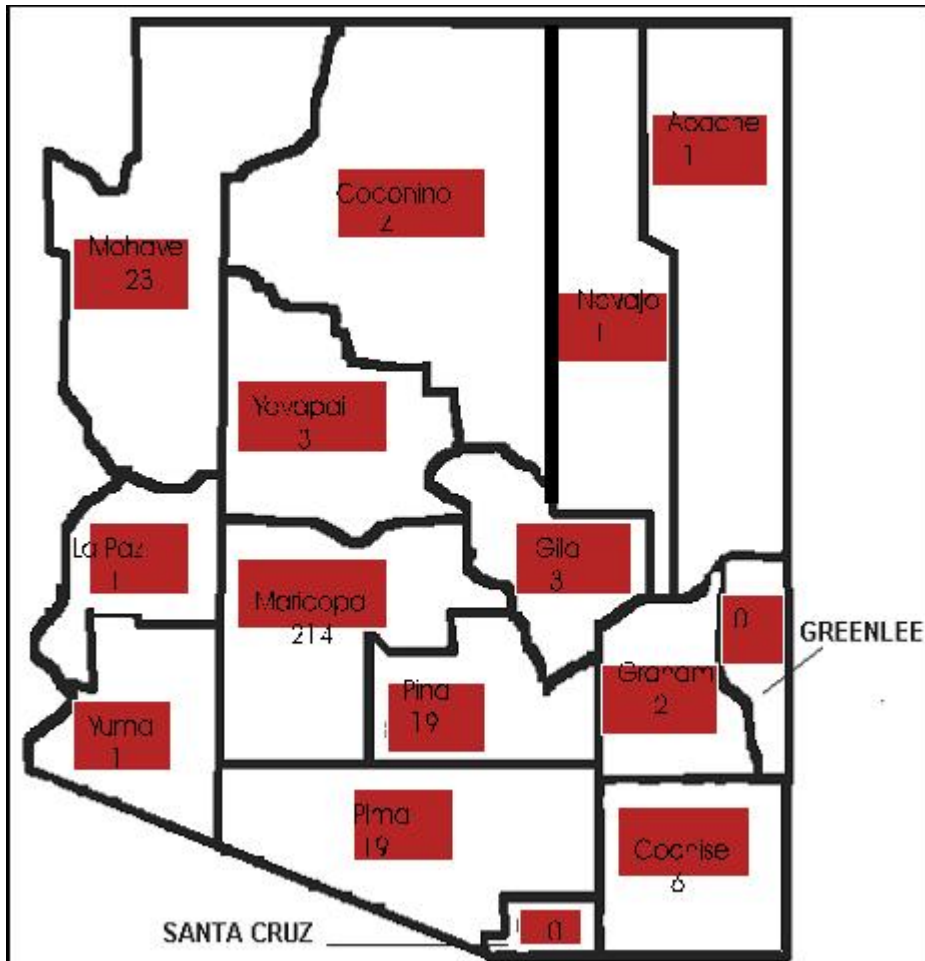 Apache
1
Coconino
2
Mohave
23
Navajo
1
Yavapai
3
La Paz
1
Gila
3
Maricopa
214
0
GREENLEE
Graham
2
Pina
19
Yuma
1
Pima
19
Cochise
6
SANTA CRUZ
0